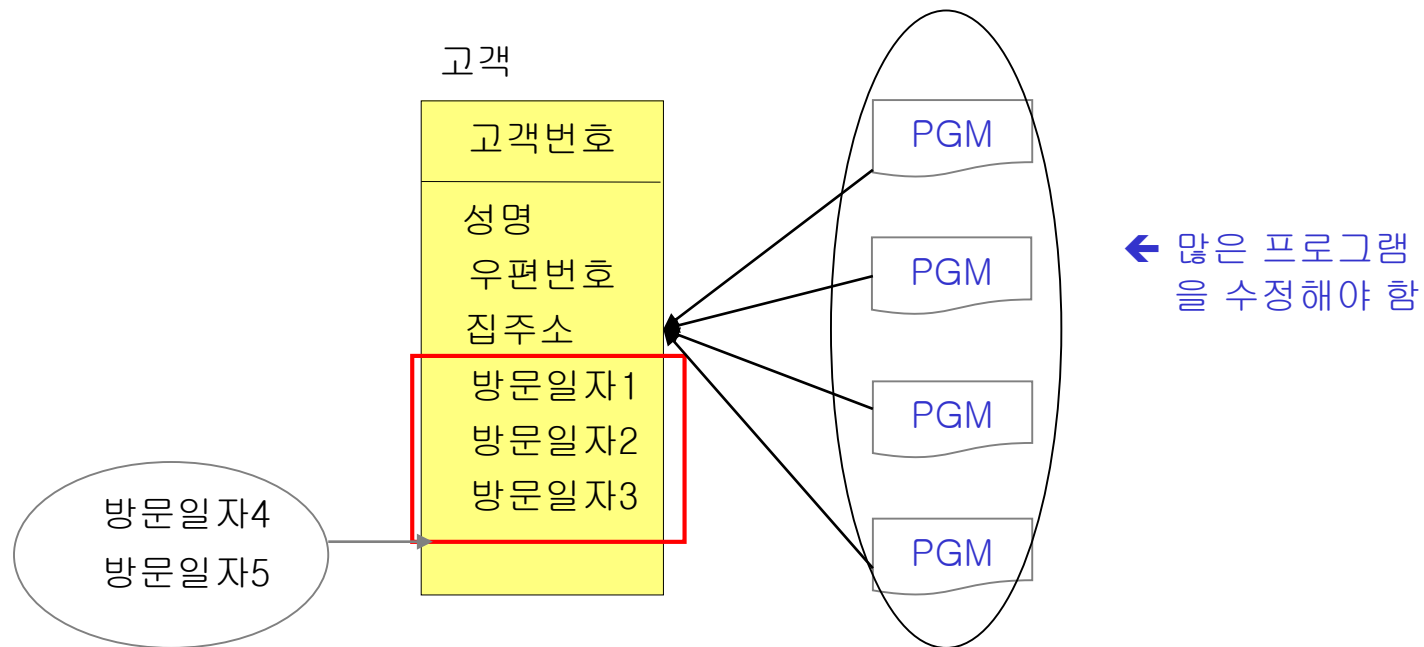 고객
고객번호
성명
우편번호
집주소
방문일자1
방문일자2
방문일자3
방문일자4
방문일자5
PGM
PGM
PGM
PGM
🡸 많은 프로그램
을 수정해야 함